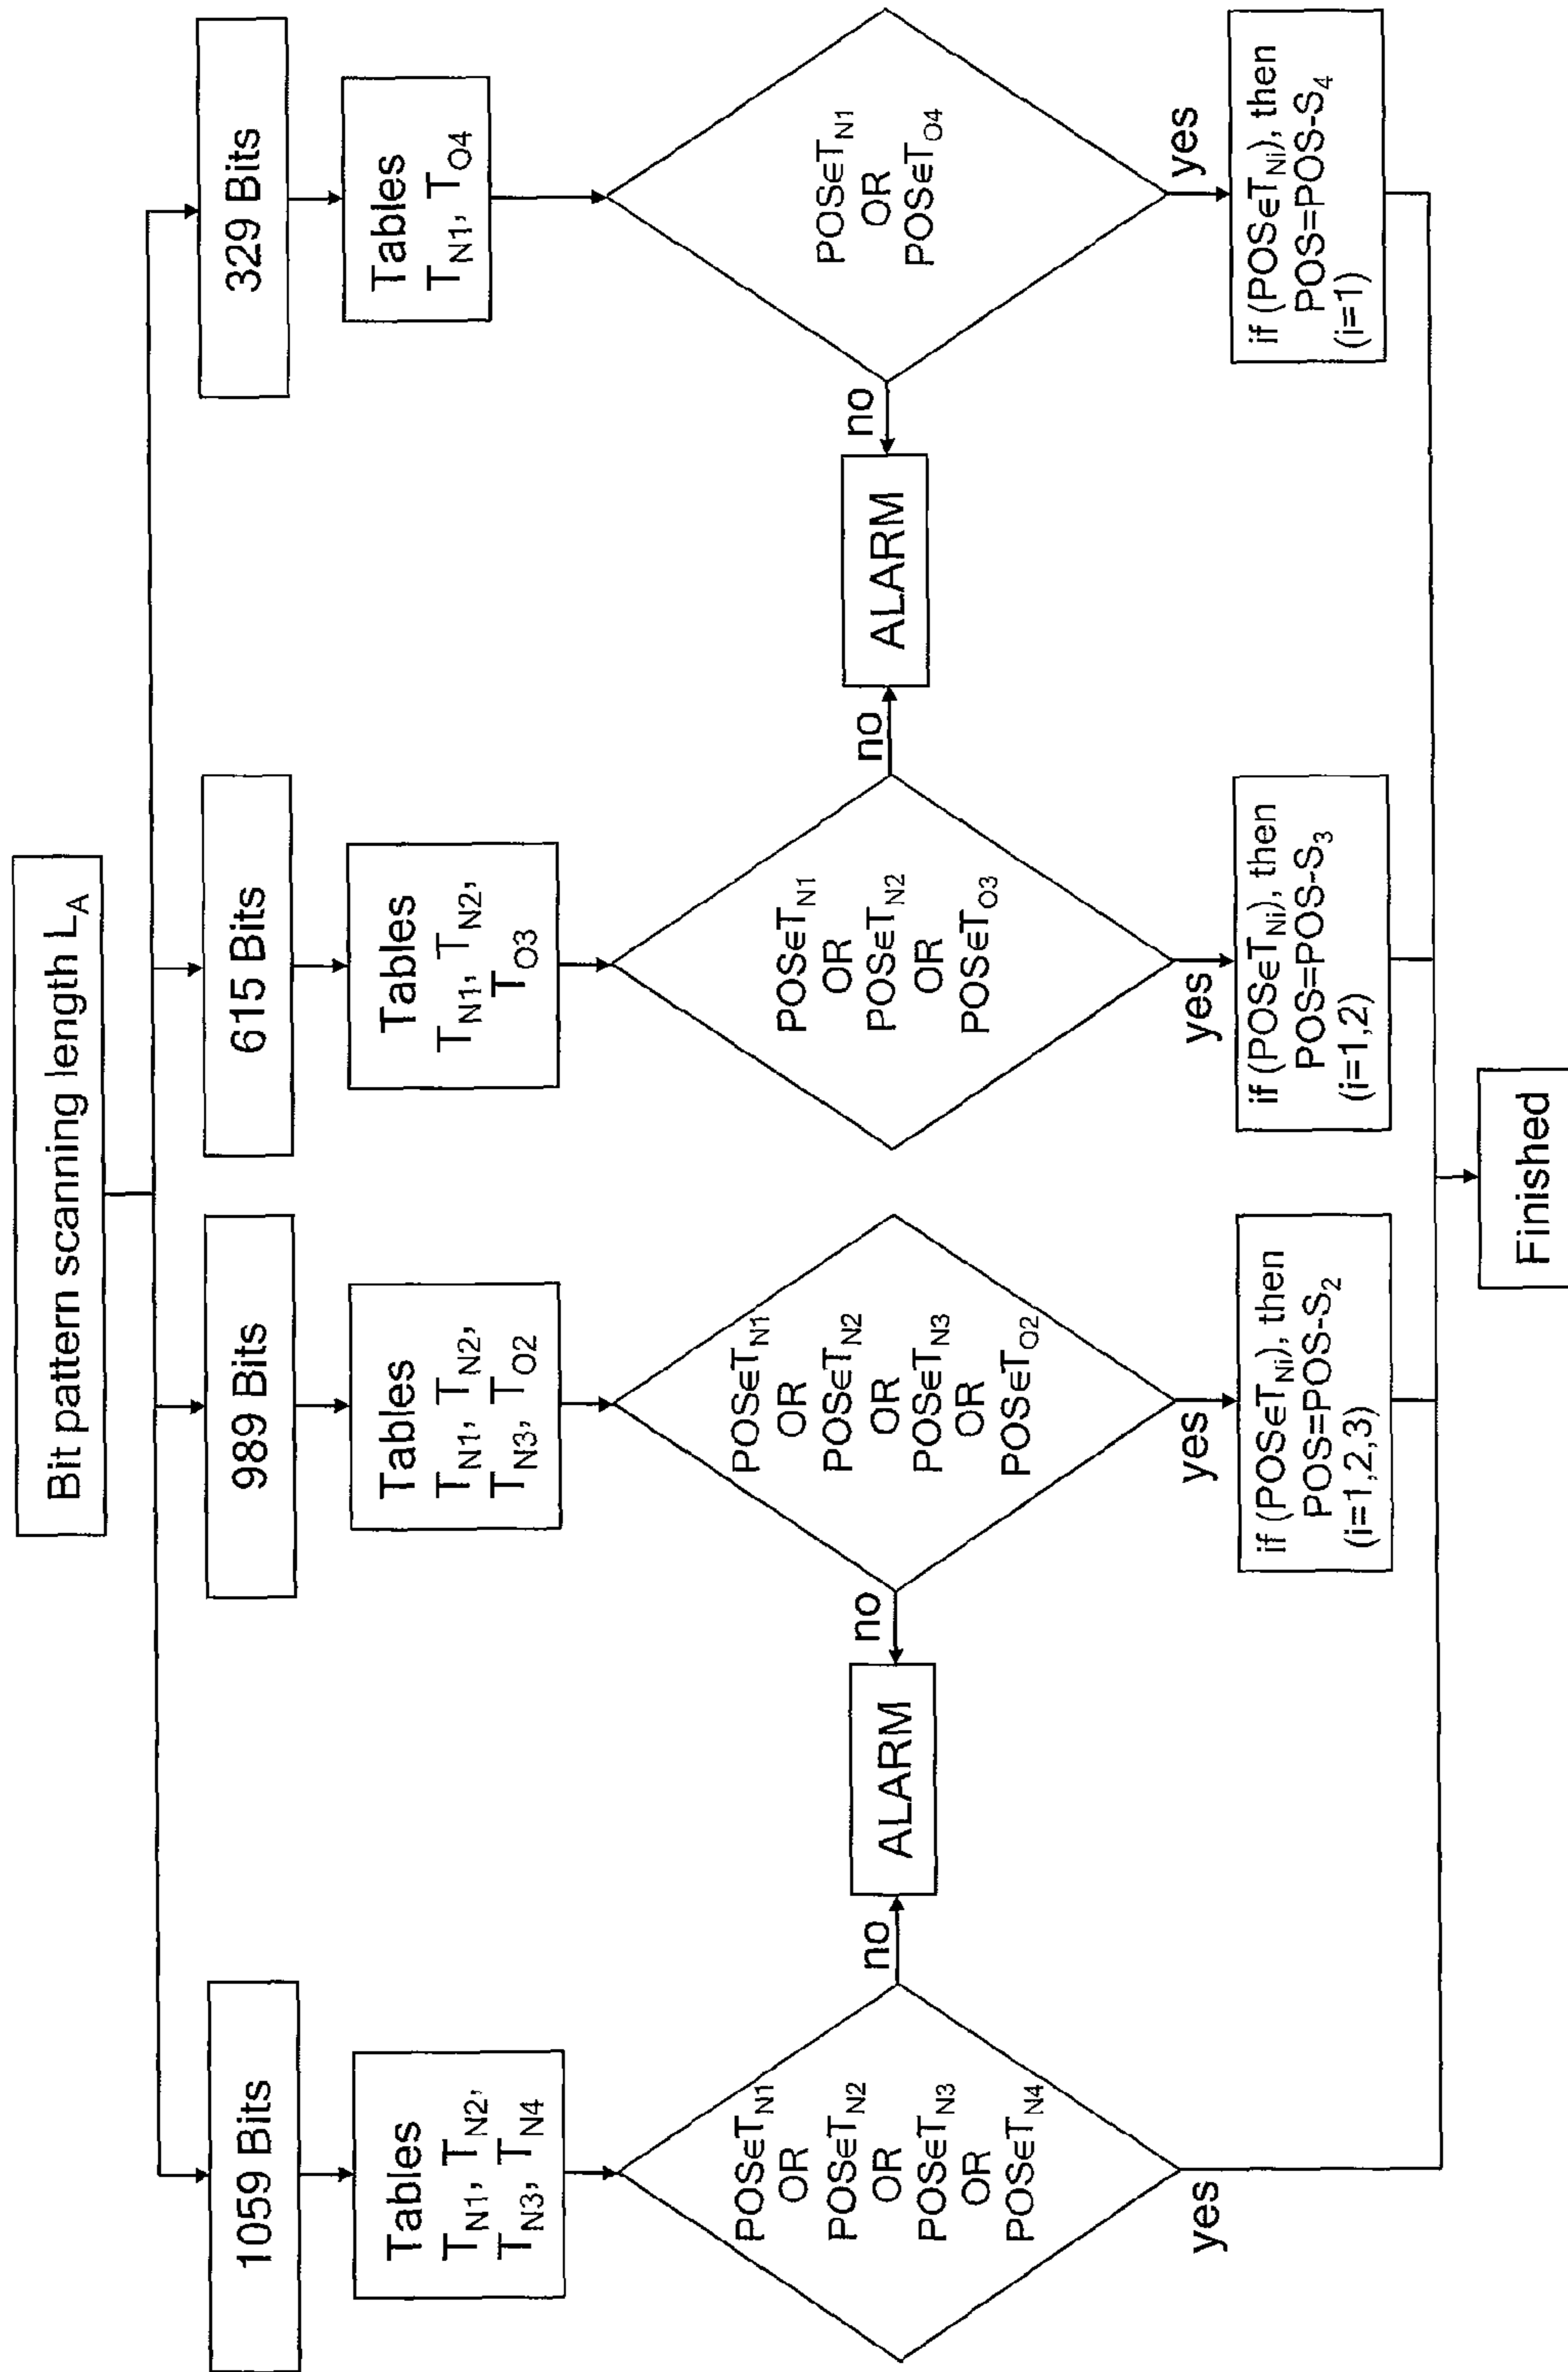 Bit pattern scanning length L_A
1059 Bits
989 Bits
615 Bits
329 Bits
Tables
T_N1, T_N2,
T_N3, T_N4
Tables
T_N1, T_N2,
T_N3, T_O2
Tables
T_N1, T_N2,
T_O3
Tables
T_N1, T_O4
POS∈T_N1
OR
POS∈T_N2
OR
POS∈T_N3
OR
POS∈T_N4
no
ALARM
no
POS∈T_N1
OR
POS∈T_N2
OR
POS∈T_N3
OR
POS∈T_O2
POS∈T_N1
OR
POS∈T_N2
OR
POS∈T_O3
no
ALARM
no
POS∈T_N1
OR
POS∈T_O4
yes
yes
yes
yes
if (POS∈T_Ni), then
POS=POS-S_2
(i=1,2,3)
if (POS∈T_Ni), then
POS=POS-S_3
(i=1,2)
if (POS∈T_Ni), then
POS=POS-S_4
(i=1)
Finished